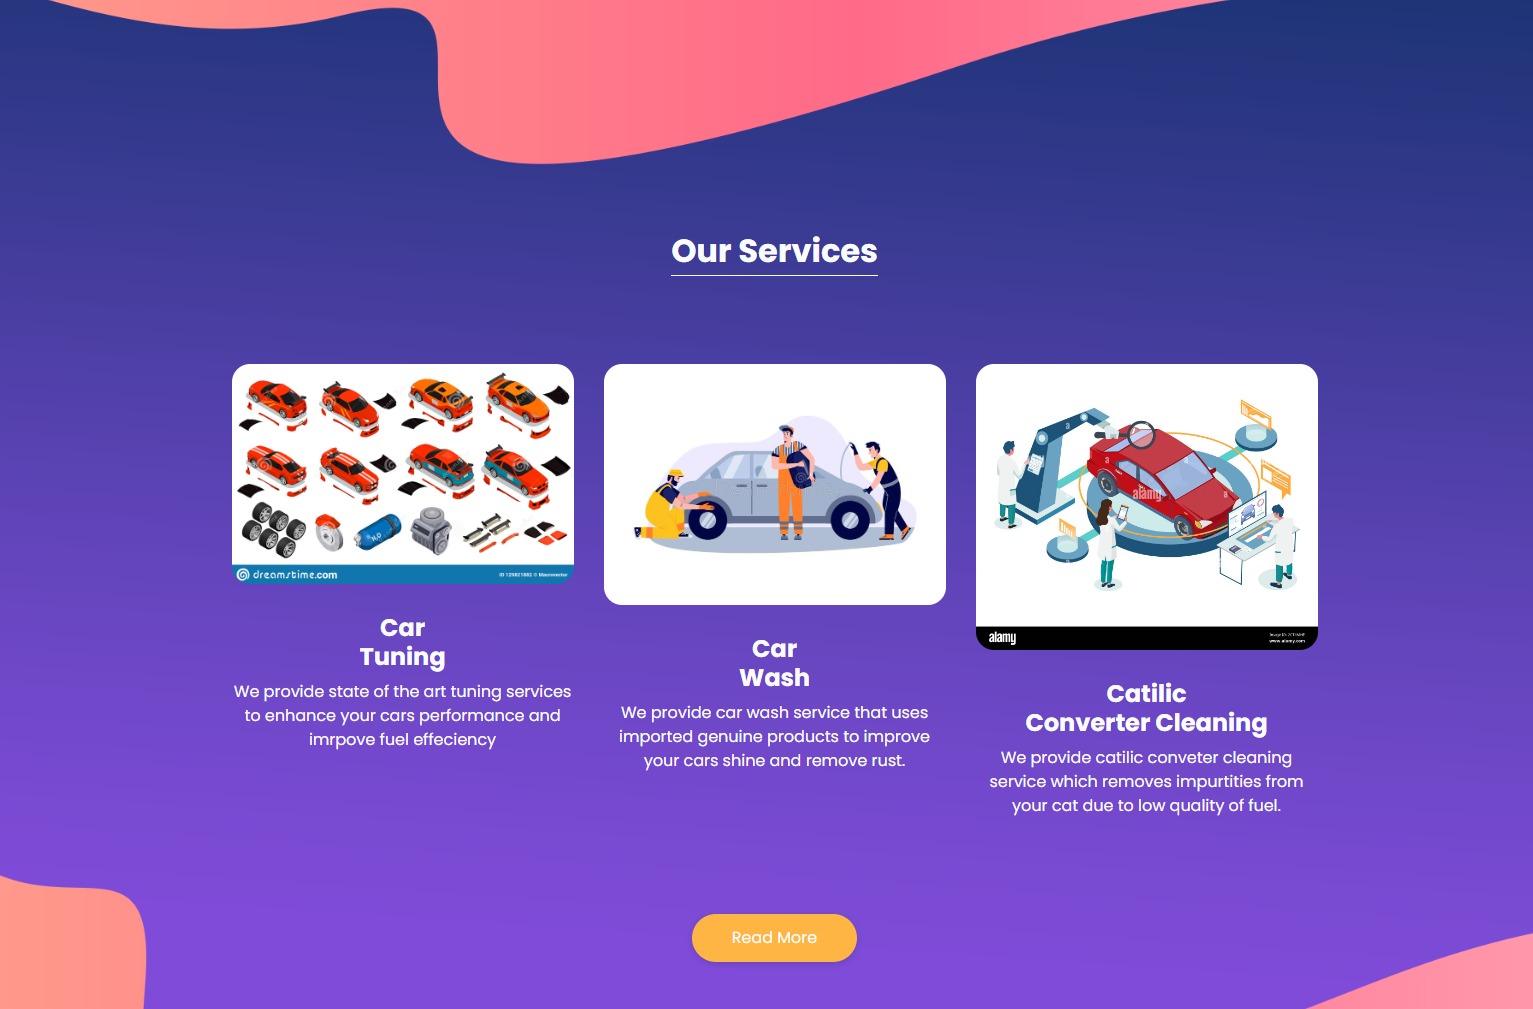 Our Services
dreamstime.com
ID 129821882 © Macrovector
Car
Tuning
We provide state of the art tuning services
to enhance your cars performance and
imrpove fuel effeciency
Car
Wash
We provide car wash service that uses
imported genuine products to improve
your cars shine and remove rust.
alamy
a
a
a
alamy
www.alamy.com
Catilic
Converter Cleaning
We provide catilic conveter cleaning
service which removes impurtities from
your cat due to low quality of fuel.
Read More